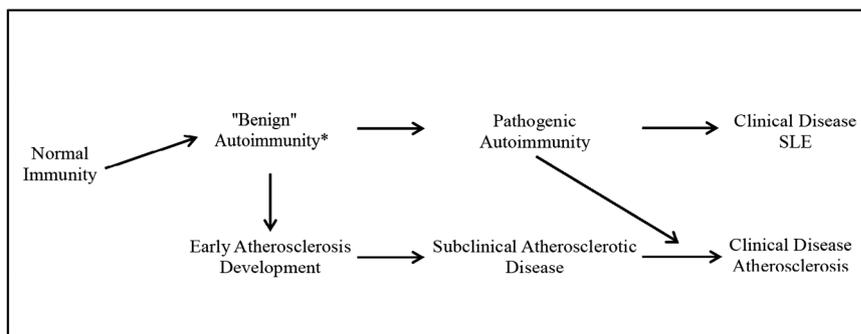 Normal
Immunity
"Benign"
Autoimmunity*
Pathogenic
Autoimmunity
Clinical Disease
SLE
Early Atherosclerosis
Development
Subclinical Atherosclerotic
Disease
Clinical Disease
Atherosclerosis